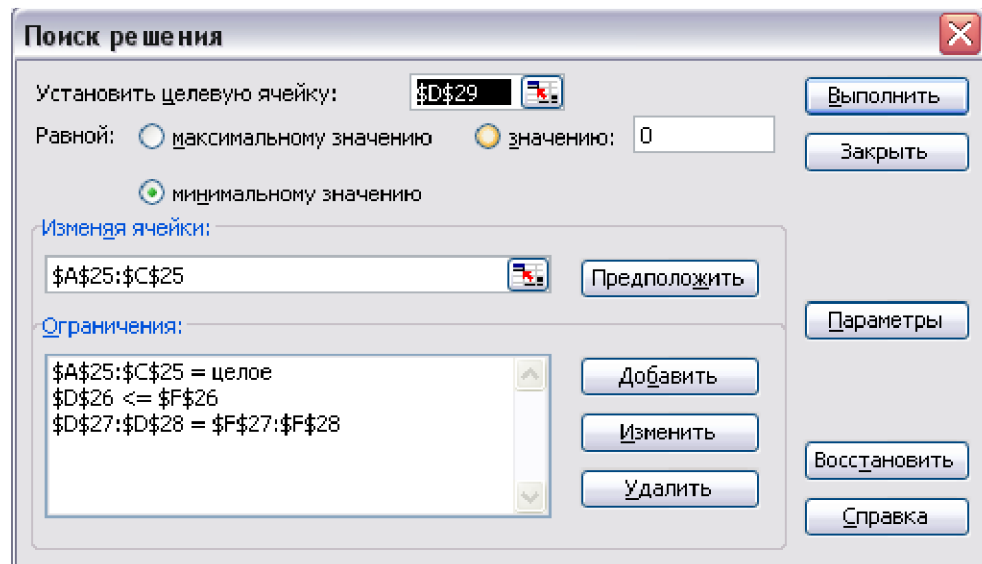 Поиск решения
Установить целевую ячейку: $D$29
Выполнить
Равной: максимальному значению значению: 0
Закрыть
минимальному значению
Изменяя ячейки:
$A$25:$C$25
Предположить
Ограничения:
Параметры
$A$25:$C$25 = целое
$D$26 <= $F$26
$D$27:$D$28 = $F$27:$F$28
Добавить
Изменить
Удалить
Восстановить
Справка